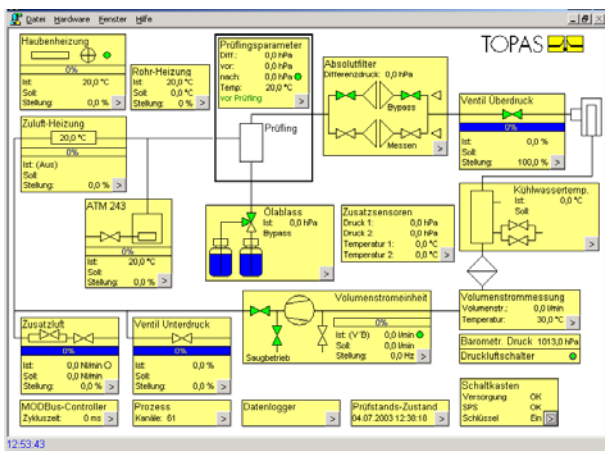 Datei Hardware Fenster Hilfe
TOPAS
Haubenheizung
0%
Ist: 20,0 °C
Soll:
Stellung: 0,0 % >
Rohr-Heizung
Ist: 20,0 °C
Soll: 0,0 °C
Stellung: 0 % >
Prüflingsparameter
Diff.: 0,0 hPa
vor: 0,0 hPa
nach: 0,0 hPa
Temp: 20,0 °C
vor Prüfling >
Prüfling
Absolutfilter
Differenzdruck: 0,0 hPa
Bypass
Messen >
Ventil Überdruck
0%
Ist: 0,0 %
Soll:
Stellung: 100,0 % >
Zuluft-Heizung
20,0 °C
0%
Ist: (Aus)
Soll:
Stellung: 0,0 % >
ATM 243
0%
Ist: 20,0 °C
Soll:
Stellung: 0,0 % >
Ölablass
Ist: 0,0 hPa
Bypass
>
Zusatzsensoren
Druck 1: 0,0 hPa
Druck 2: 0,0 hPa
Temperatur 1: 0,0 °C
Temperatur 2: 0,0 °C >
Kühlwassertemp.
Ist: 0,0 °C
Soll:
>
Volumenstromeinheit
0%
Ist: (V'B) 0,0 l/min
Soll: 0,0 l/min
Saugbetrieb Stellung: 0,0 Hz >
Volumenstrommessung
Volumenstr.: 0,0 l/min
Temperatur: 30,0 °C >
Barometr. Druck 1013,0 hPa
Druckluftschalter
Zusatzluft
0%
Ist: 0,0 Nl/min
Soll: 0,0 Nl/min
Stellung: 0,0 % >
Ventil Unterdruck
0%
Ist: 0,0 %
Soll:
Stellung: 0,0 % >
Schaltkasten
Versorgung OK
SPS OK
Schlüssel Ein >
MODBus-Controller
Zykluszeit: 0 ms >
Prozess
Kanäle: 61 >
Datenlogger
>
Prüfstands-Zustand
04.07.2003 12:38:18 >
12:53:43